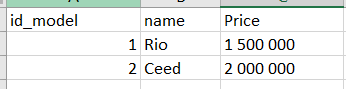 id_model name Price
1 Rio 1 500 000
2 Ceed 2 000 000